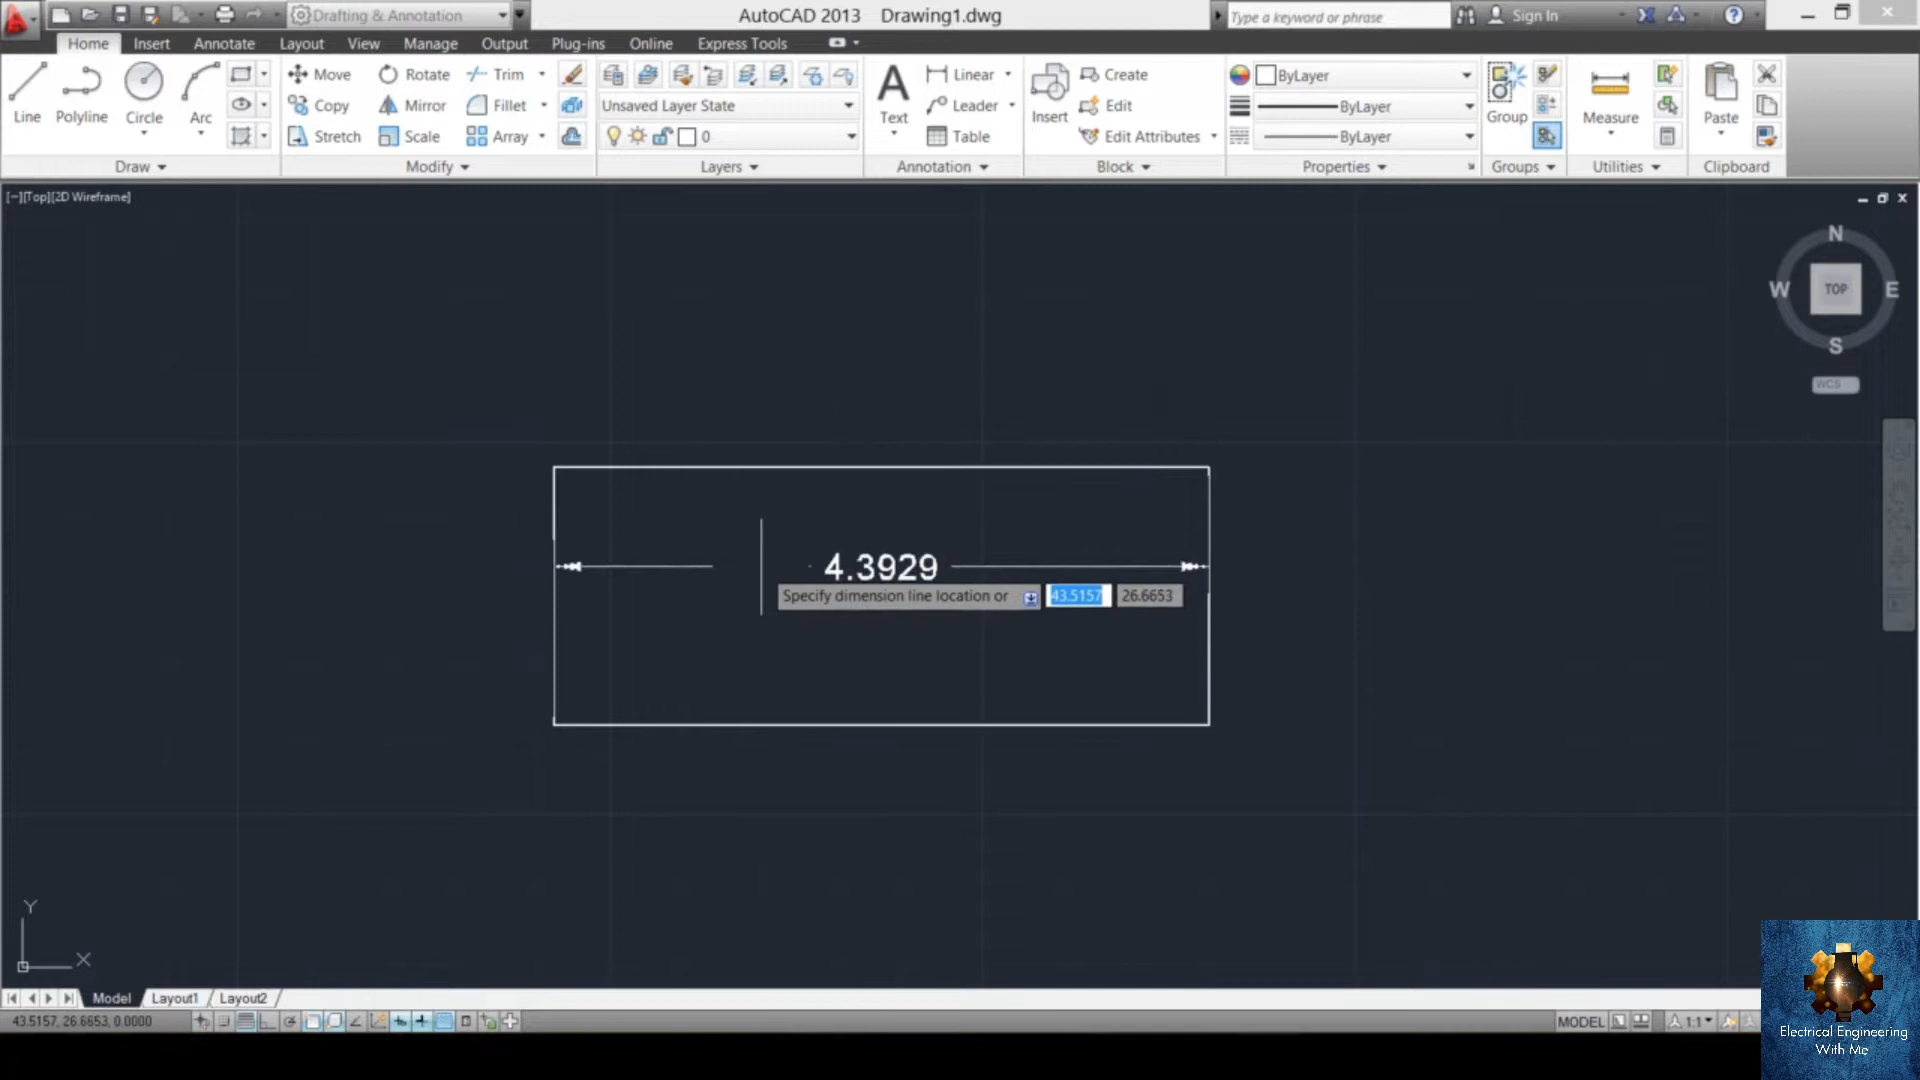 Drafting & Annotation
AutoCAD 2013 Drawing1.dwg
Type a keyword or phrase
Sign In
Home Insert Annotate Layout View Manage Output Plug-ins Online Express Tools
Line Polyline Circle Arc
Move Rotate Trim
Copy Mirror Fillet
Stretch Scale Array
Unsaved Layer State
0
Text
Linear
Leader
Table
Insert
Create
Edit
Edit Attributes
ByLayer
ByLayer
ByLayer
Group
Measure
Paste
Draw Modify Layers Annotation Block Properties Groups Utilities Clipboard
[−][Top][2D Wireframe]
N
W TOP E
S
WCS
4.3929
Specify dimension line location or 43.5157 26.6653
Y
X
Model Layout1 Layout2
43.5157, 26.6653, 0.0000
MODEL 1:1
Electrical Engineering
With Me